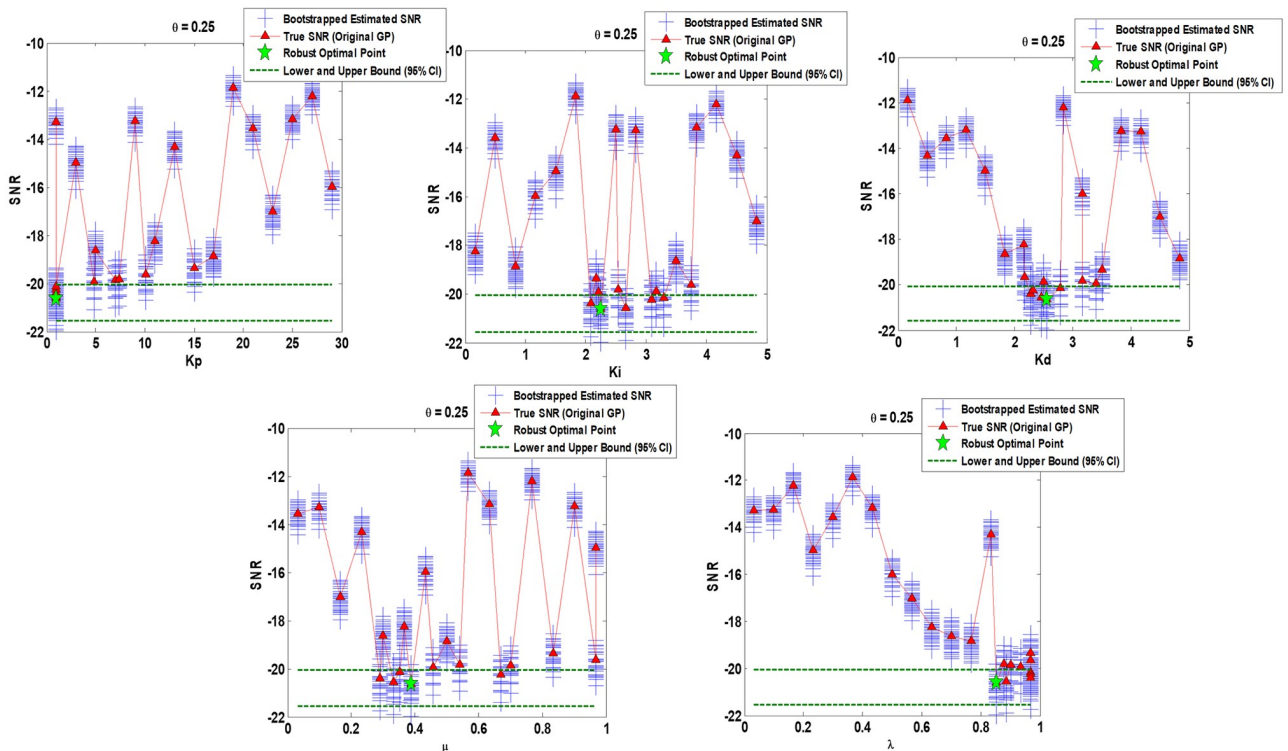 θ = 0.25
Bootstrapped Estimated SNR
True SNR (Original GP)
Robust Optimal Point
Lower and Upper Bound (95% CI)
SNR
-10
-12
-14
-16
-18
-20
-22
0 5 10 15 20 25 30
Kp
θ = 0.25
Bootstrapped Estimated SNR
True SNR (Original GP)
Robust Optimal Point
Lower and Upper Bound (95% CI)
SNR
-10
-12
-14
-16
-18
-20
-22
0 1 2 3 4 5
Ki
θ = 0.25
Bootstrapped Estimated SNR
True SNR (Original GP)
Robust Optimal Point
Lower and Upper Bound (95% CI)
SNR
-10
-12
-14
-16
-18
-20
-22
0 1 2 3 4 5
Kd
θ = 0.25
Bootstrapped Estimated SNR
True SNR (Original GP)
Robust Optimal Point
Lower and Upper Bound (95% CI)
SNR
-10
-12
-14
-16
-18
-20
-22
0 0.2 0.4 0.6 0.8 1
μ
θ = 0.25
Bootstrapped Estimated SNR
True SNR (Original GP)
Robust Optimal Point
Lower and Upper Bound (95% CI)
SNR
-10
-12
-14
-16
-18
-20
-22
0 0.2 0.4 0.6 0.8 1
λ